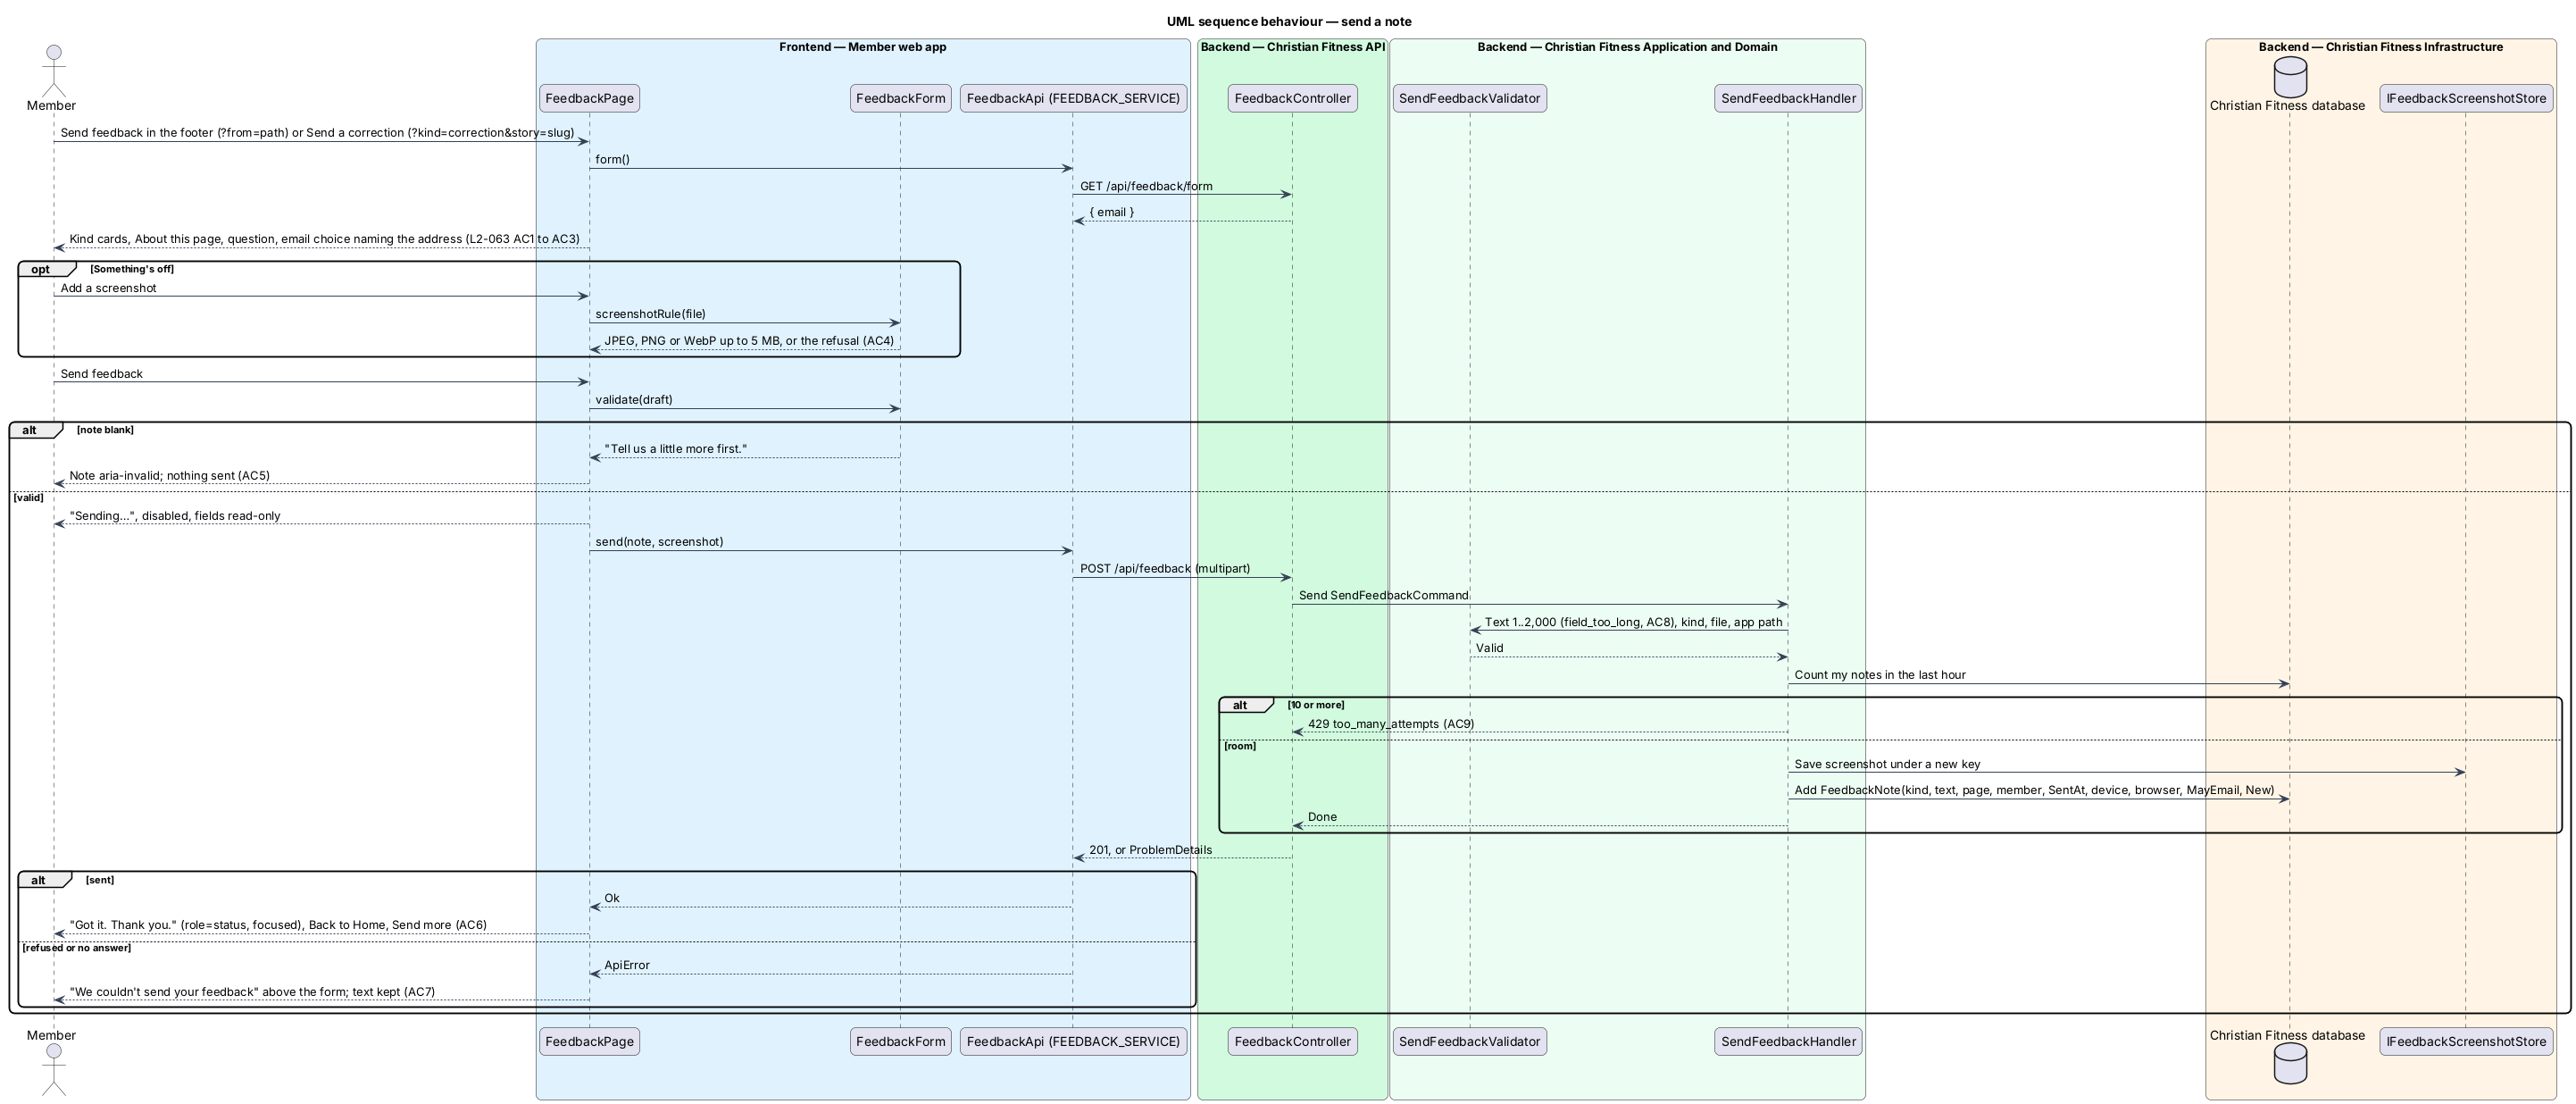 UML sequence behaviour — send a note
Frontend — Member web app
Backend — Christian Fitness API
Backend — Christian Fitness Application and Domain
Backend — Christian Fitness Infrastructure
Member
FeedbackPage
FeedbackForm
FeedbackApi (FEEDBACK_SERVICE)
FeedbackController
SendFeedbackValidator
SendFeedbackHandler
Christian Fitness database
IFeedbackScreenshotStore
Send feedback in the footer (?from=path) or Send a correction (?kind=correction&story=slug)
form()
GET /api/feedback/form
{ email }
Kind cards, About this page, question, email choice naming the address (L2-063 AC1 to AC3)
opt
[Something's off]
Add a screenshot
screenshotRule(file)
JPEG, PNG or WebP up to 5 MB, or the refusal (AC4)
Send feedback
validate(draft)
alt
[note blank]
"Tell us a little more first."
Note aria-invalid; nothing sent (AC5)
[valid]
"Sending…", disabled, fields read-only
send(note, screenshot)
POST /api/feedback (multipart)
Send SendFeedbackCommand
Text 1..2,000 (field_too_long, AC8), kind, file, app path
Valid
Count my notes in the last hour
alt
[10 or more]
429 too_many_attempts (AC9)
[room]
Save screenshot under a new key
Add FeedbackNote(kind, text, page, member, SentAt, device, browser, MayEmail, New)
Done
201, or ProblemDetails
alt
[sent]
Ok
"Got it. Thank you." (role=status, focused), Back to Home, Send more (AC6)
[refused or no answer]
ApiError
"We couldn't send your feedback" above the form; text kept (AC7)
Member
FeedbackPage
FeedbackForm
FeedbackApi (FEEDBACK_SERVICE)
FeedbackController
SendFeedbackValidator
SendFeedbackHandler
Christian Fitness database
IFeedbackScreenshotStore